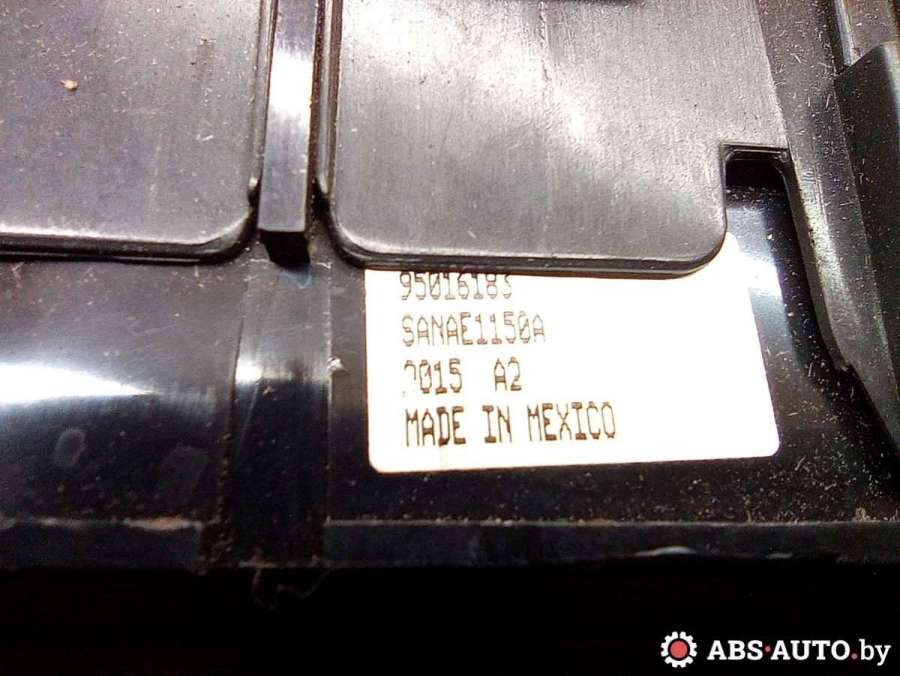 95016183
SANAE1150A
2015 A2
MADE IN MEXICO
ABS·AUTO.by